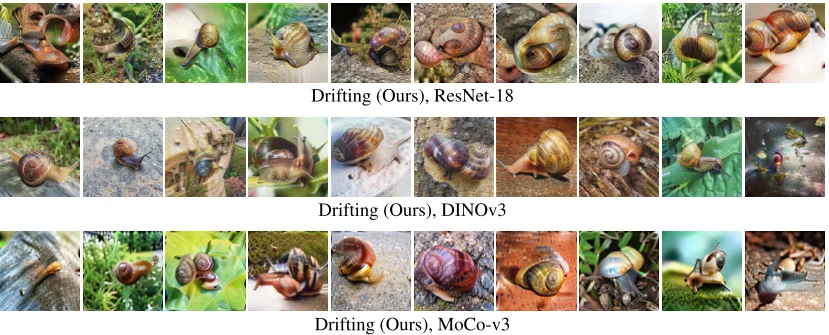 Drifting (Ours), ResNet-18
Drifting (Ours), DINOv3
Drifting (Ours), MoCo-v3